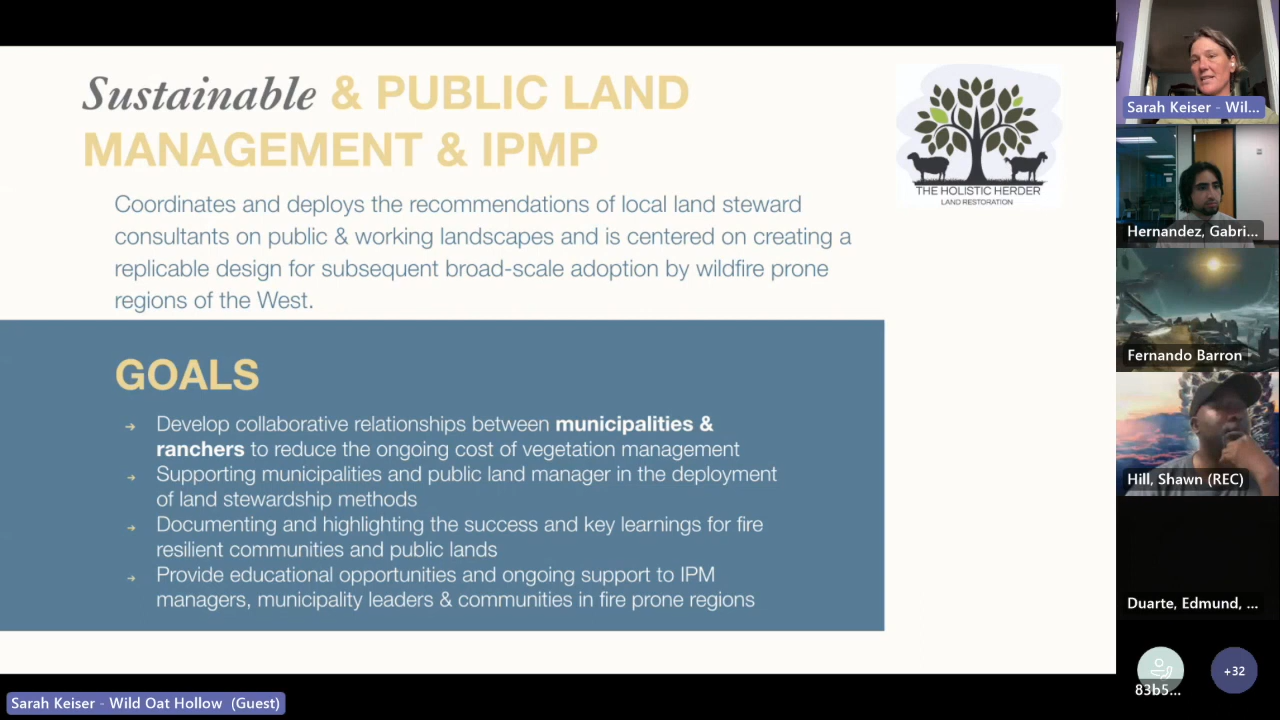 Sustainable & PUBLIC LAND
MANAGEMENT & IPMP
THE HOLISTIC HERDER
LAND RESTORATION
Coordinates and deploys the recommendations of local land steward
consultants on public & working landscapes and is centered on creating a
replicable design for subsequent broad-scale adoption by wildfire prone
regions of the West.
GOALS
→ Develop collaborative relationships between municipalities &
ranchers to reduce the ongoing cost of vegetation management
→ Supporting municipalities and public land manager in the deployment
of land stewardship methods
→ Documenting and highlighting the success and key learnings for fire
resilient communities and public lands
→ Provide educational opportunities and ongoing support to IPM
managers, municipality leaders & communities in fire prone regions
Sarah Keiser - Wild Oat Hollow (Guest)
Sarah Keiser - Wil...
Hernandez, Gabri...
Fernando Barron
Hill, Shawn (REC)
Duarte, Edmund, ...
83b5...
+32